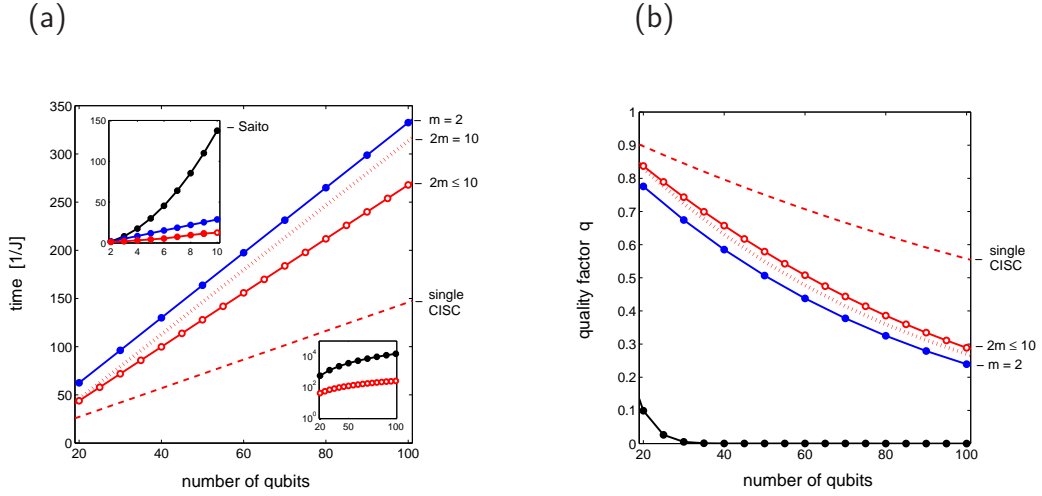 (a)
(b)
350
300
250
200
150
100
50
0
20
40
60
80
100
time [1/J]
number of qubits
150
100
50
0
2
4
6
8
10
– Saito
– m = 2
– 2m = 10
– 2m ≤ 10
– single
CISC
10^4
10^2
10^0
20
50
100
1
0.9
0.8
0.7
0.6
0.5
0.4
0.3
0.2
0.1
0
20
40
60
80
100
quality factor q
number of qubits
– single
CISC
– 2m ≤ 10
– m = 2